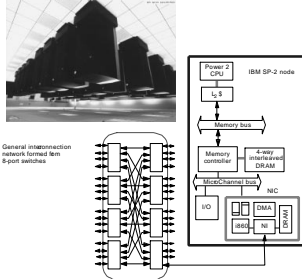 Power 2
CPU
IBM SP-2 node
L2 $
Memory bus
General interconnection
network formed from
8-port switches
Memory
controller
4-way
interleaved
DRAM
MicroChannel bus
NIC
I/O
DMA
i860
NI
DRAM